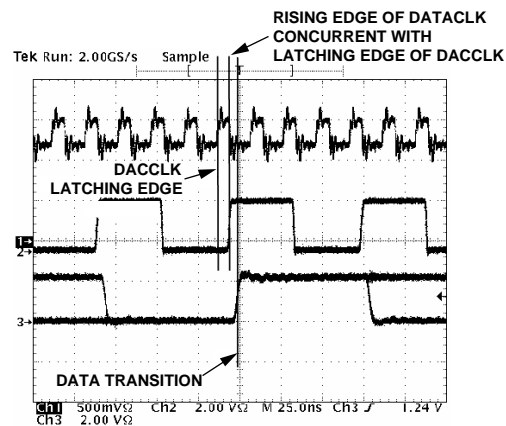 RISING EDGE OF DATACLK
CONCURRENT WITH
LATCHING EDGE OF DACCLK
Tek Run: 2.00GS/s Sample
DACCLK
LATCHING EDGE
1→
2→
3→
DATA TRANSITION
Ch1 500mVΩ Ch2 2.00 VΩ M 25.0ns Ch3 ∫ 1.24 V
Ch3 2.00 VΩ